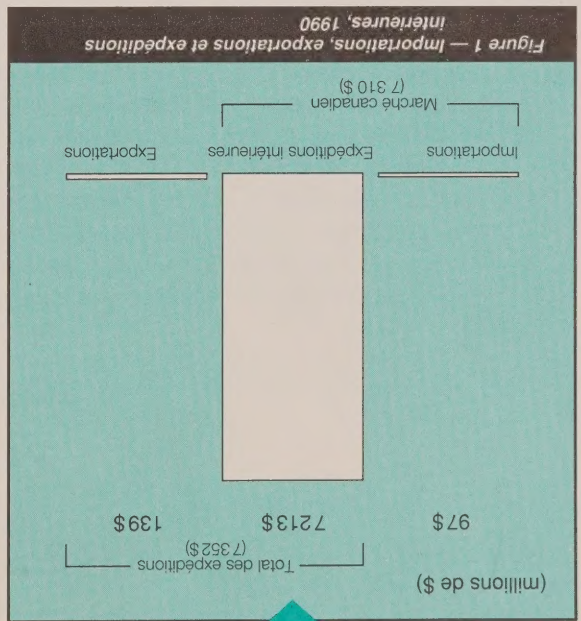 (millions de $)
Total des expéditions
(7 352 $)
97 $ 7 213 $ 139 $
Importations Expéditions intérieures Exportations
Marché canadien
(7 310 $)
Figure 1 — Importations, exportations et expéditions
intérieures, 1990